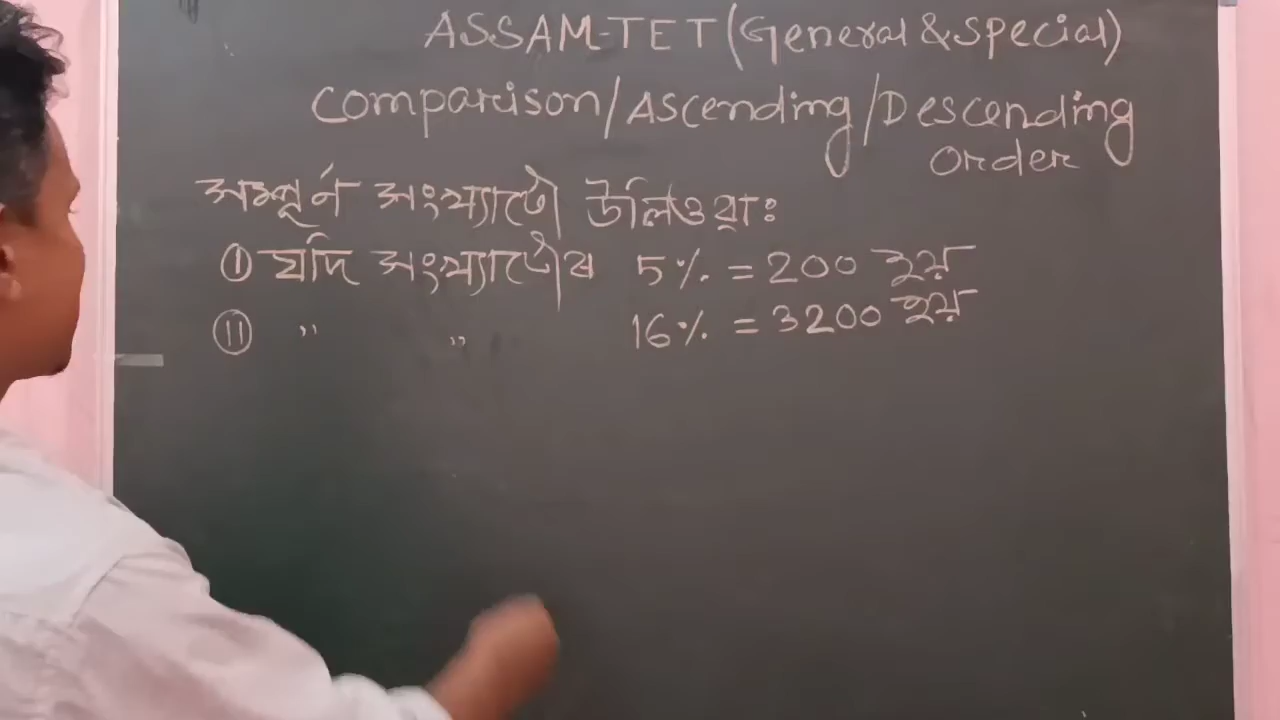 ASSAM-TET (General & Special)
Comparison/Ascending/Descending
Order
সম্পূৰ্ন সংখ্যাটো উলিওৱাঃ
① যদি সংখ্যাটোৰ 5% = 200 হয়
⑪ " " 16% = 3200 হয়